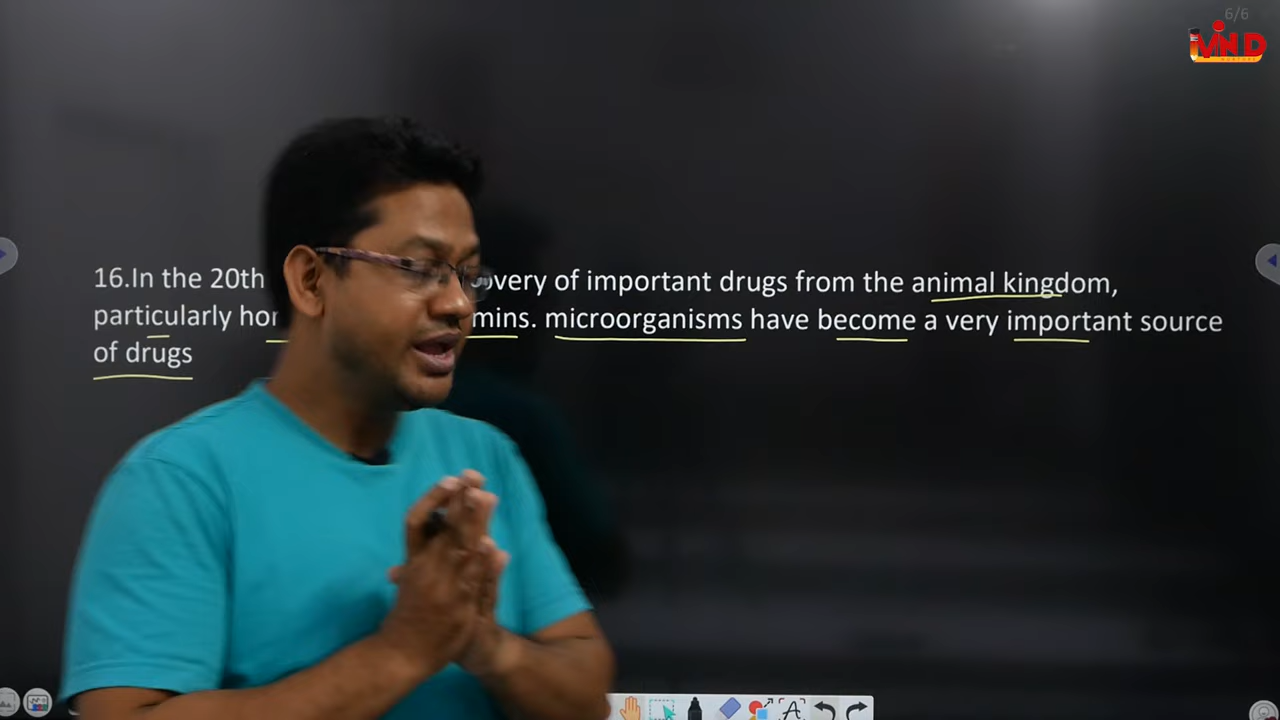 6/6
MIND
16.In the 20th overy of important drugs from the animal kingdom,
particularly hor mins. microorganisms have become a very important source
of drugs